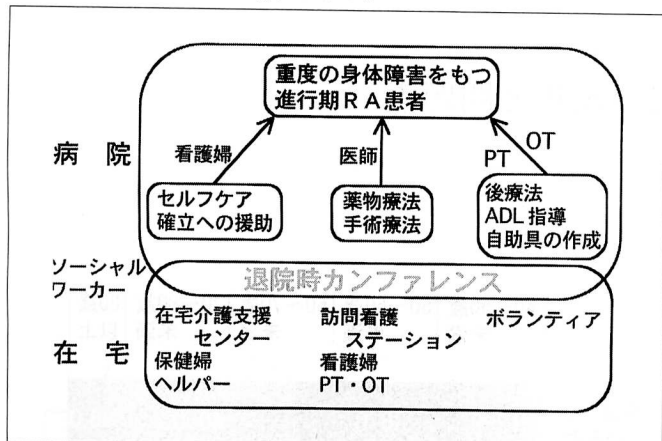 重度の身体障害をもつ
進行期RA患者
病 院
看護婦
医師
PT
OT
セルフケア
確立への援助
薬物療法
手術療法
後療法
ADL指導
自助具の作成
ソーシャル
ワーカー
退院時カンファレンス
在 宅
在宅介護支援
センター
保健婦
ヘルパー
訪問看護
ステーション
看護婦
PT・OT
ボランティア